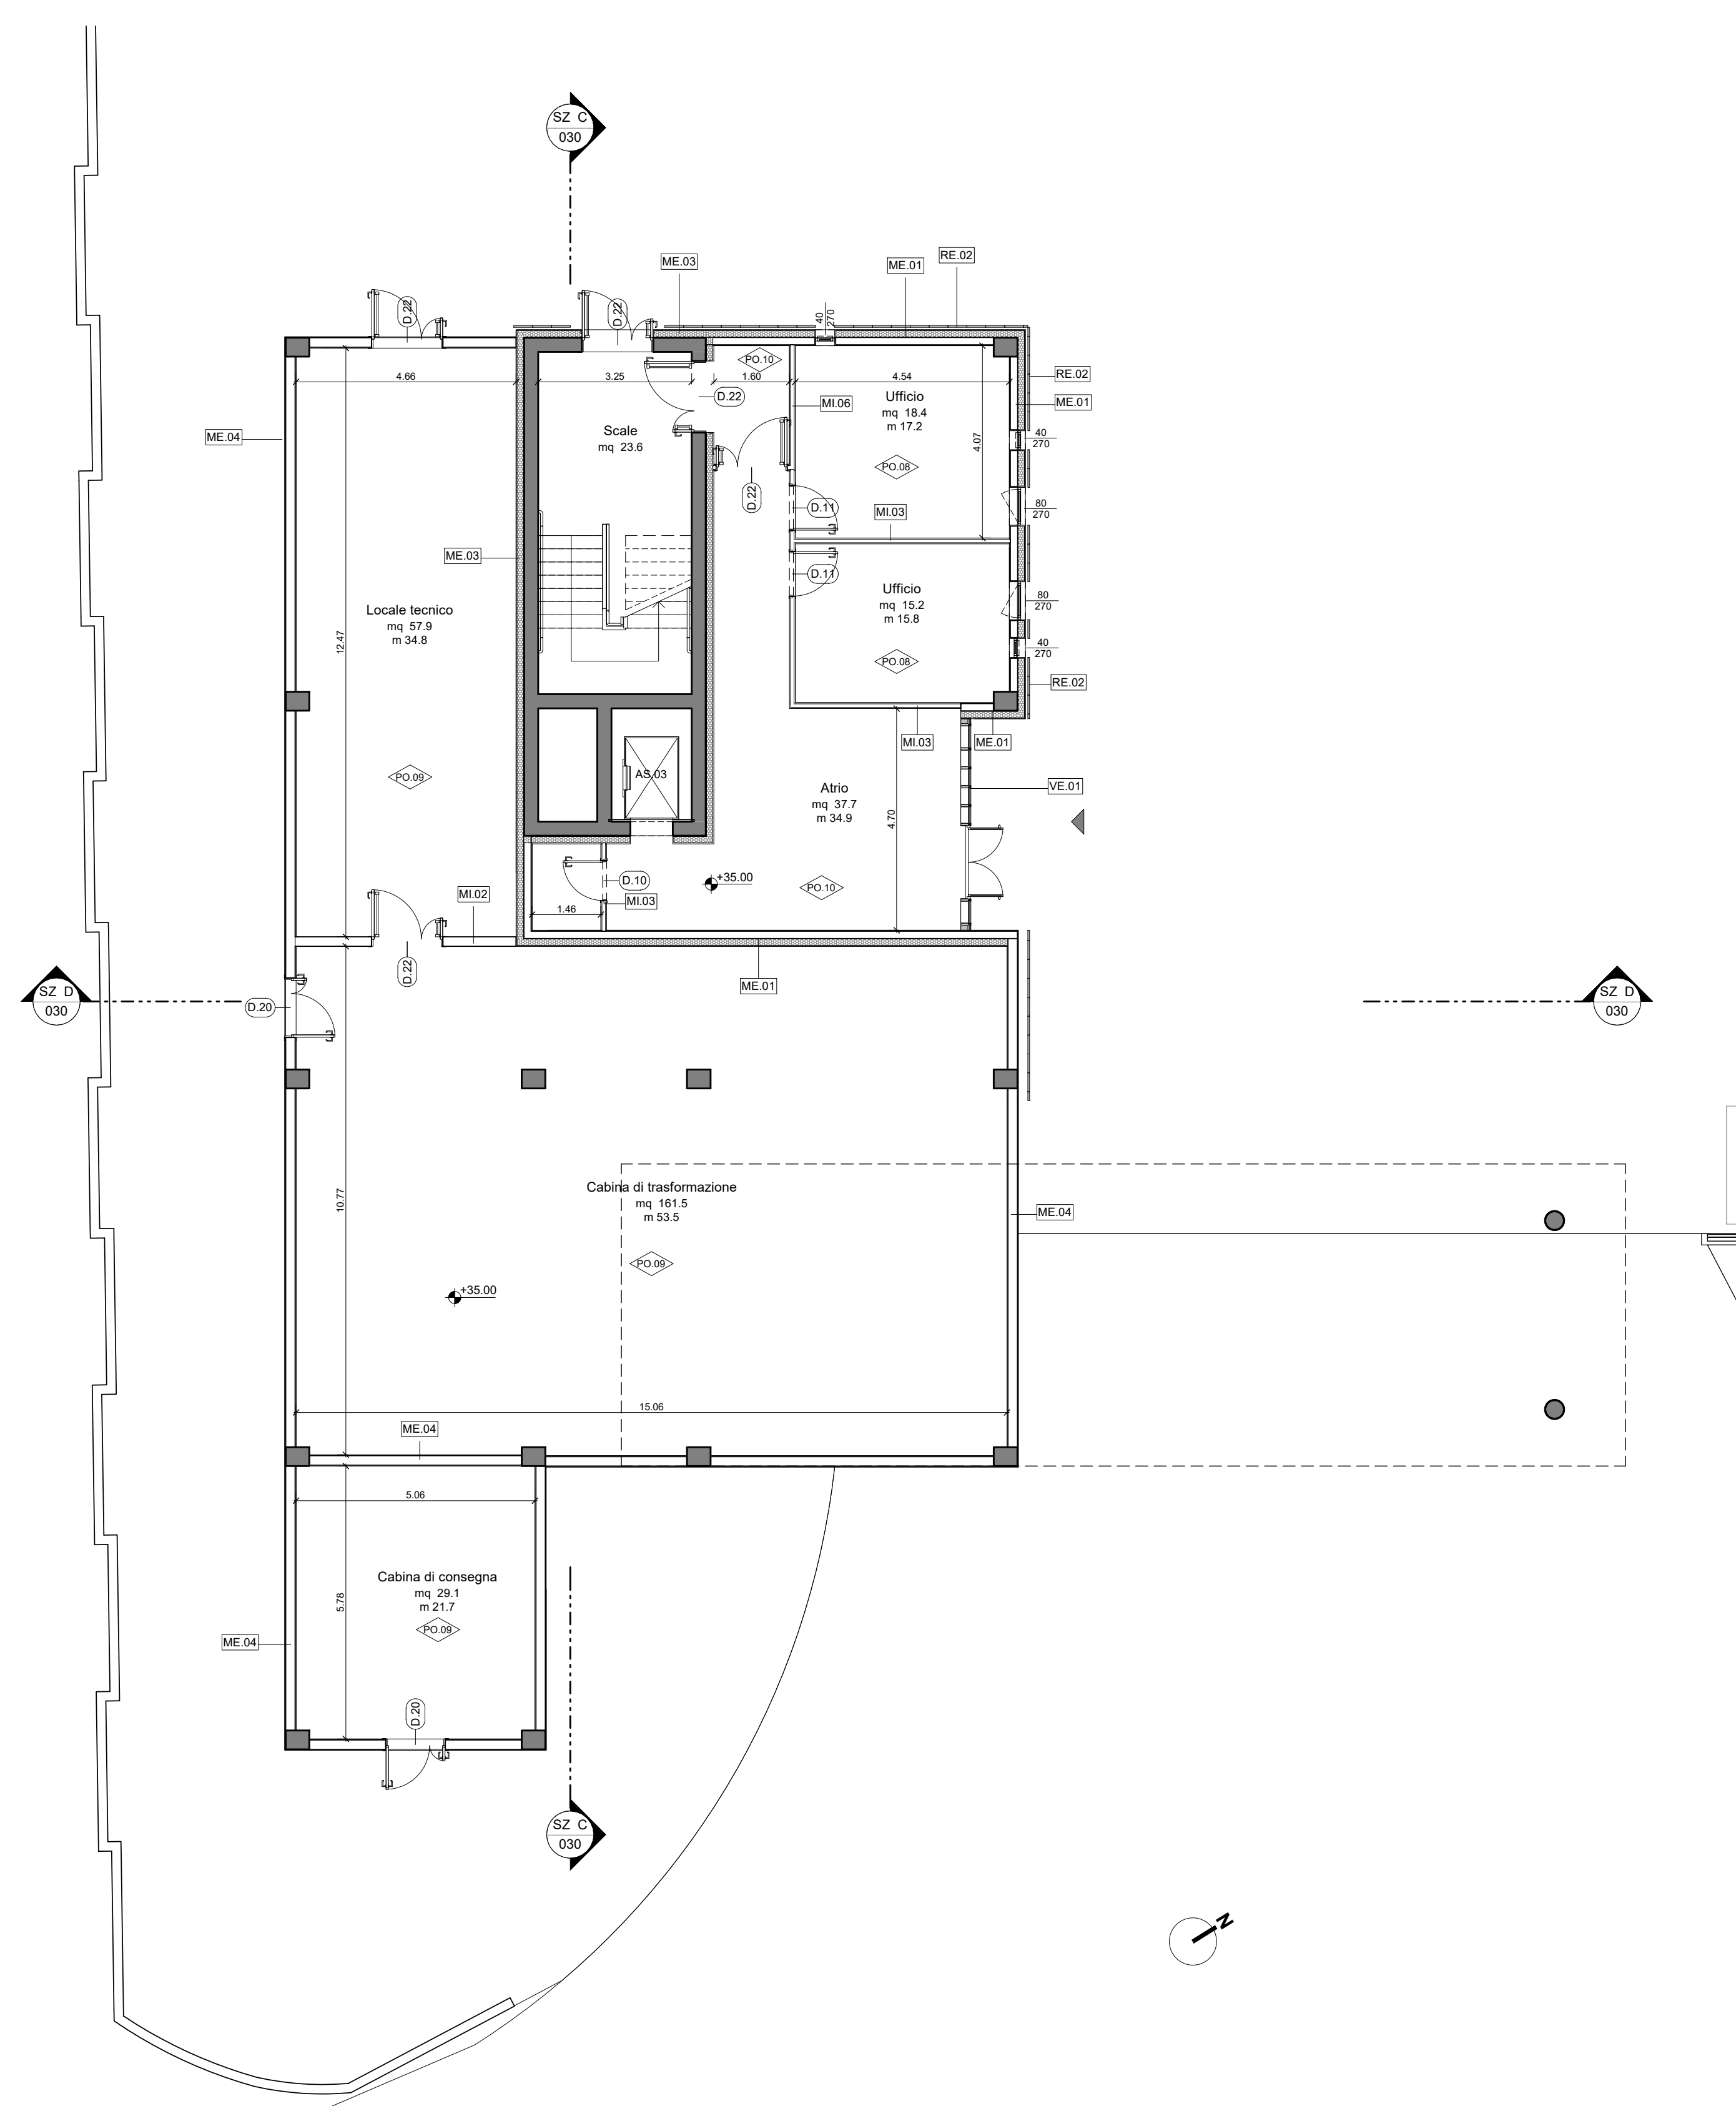 SZ C
030
RE.02
ME.03
ME.01
D.22
D.22
40
270
PO.10
4.66
3.25
1.60
4.54
RE.02
D.22
MI.06
Ufficio
mq 18.4
m 17.2
ME.01
ME.04
Scale
mq 23.6
4.07
40
270
PO.08
D.22
D.11
MI.03
80
270
ME.03
D.11
Ufficio
mq 15.2
m 15.8
80
270
Locale tecnico
mq 57.9
m 34.8
12.47
40
270
PO.08
RE.02
MI.03
ME.01
PO.09
AS.03
Atrio
mq 37.7
m 34.9
4.70
VE.01
D.10
+35.00
PO.10
MI.02
MI.03
1.46
D.22
ME.01
SZ D
030
D.20
SZ D
030
Cabina di trasformazione
mq 161.5
m 53.5
10.77
ME.04
PO.09
+35.00
15.06
ME.04
5.06
Cabina di consegna
mq 29.1
m 21.7
5.78
PO.09
ME.04
D.20
SZ C
030
N